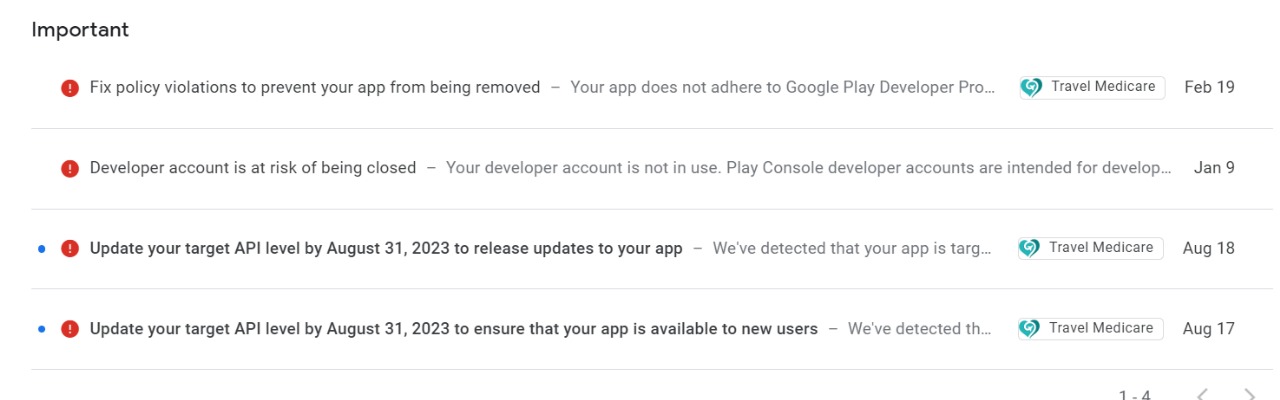 Important
Fix policy violations to prevent your app from being removed – Your app does not adhere to Google Play Developer Pro... Travel Medicare Feb 19
Developer account is at risk of being closed – Your developer account is not in use. Play Console developer accounts are intended for develop... Jan 9
Update your target API level by August 31, 2023 to release updates to your app – We've detected that your app is targ... Travel Medicare Aug 18
Update your target API level by August 31, 2023 to ensure that your app is available to new users – We've detected th... Travel Medicare Aug 17
1 - 4